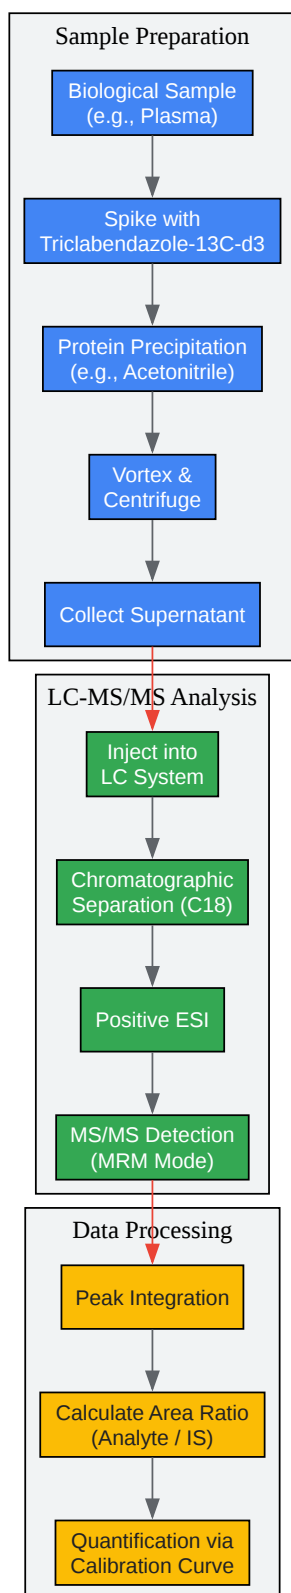 Sample Preparation
Biological Sample
(e.g., Plasma)
Spike with
Triclabendazole-13C-d3
Protein Precipitation
(e.g., Acetonitrile)
Vortex &
Centrifuge
Collect Supernatant
LC-MS/MS Analysis
Inject into
LC System
Chromatographic
Separation (C18)
Positive ESI
MS/MS Detection
(MRM Mode)
Data Processing
Peak Integration
Calculate Area Ratio
(Analyte / IS)
Quantification via
Calibration Curve